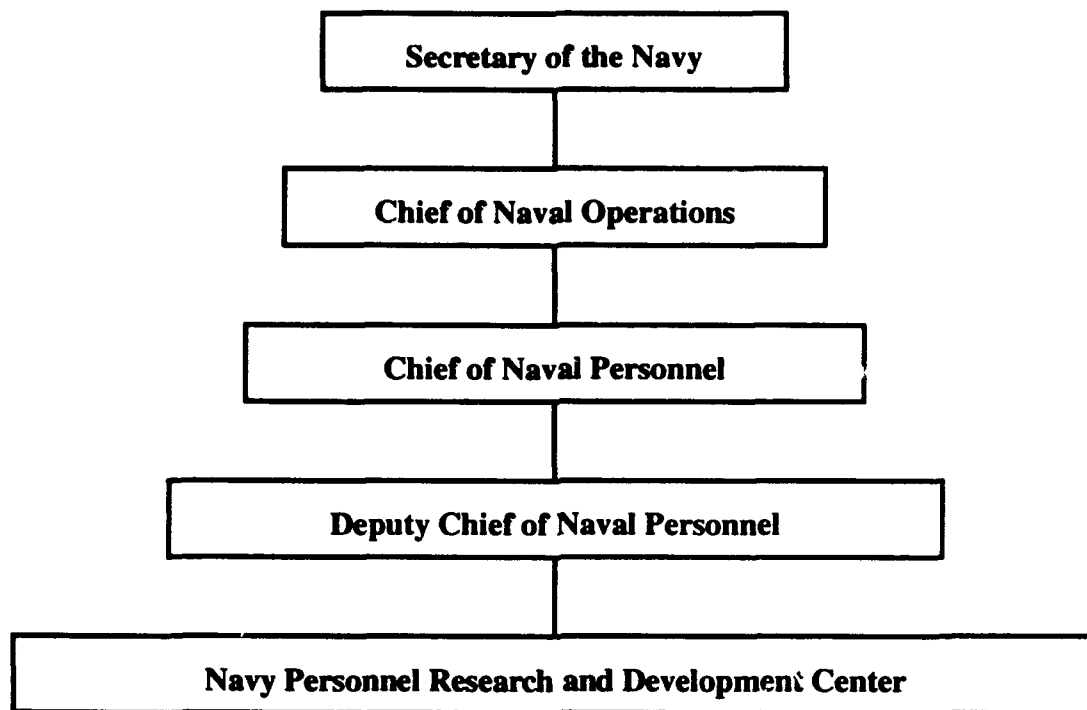 Secretary of the Navy
Chief of Naval Operations
Chief of Naval Personnel
Deputy Chief of Naval Personnel
Navy Personnel Research and Development Center